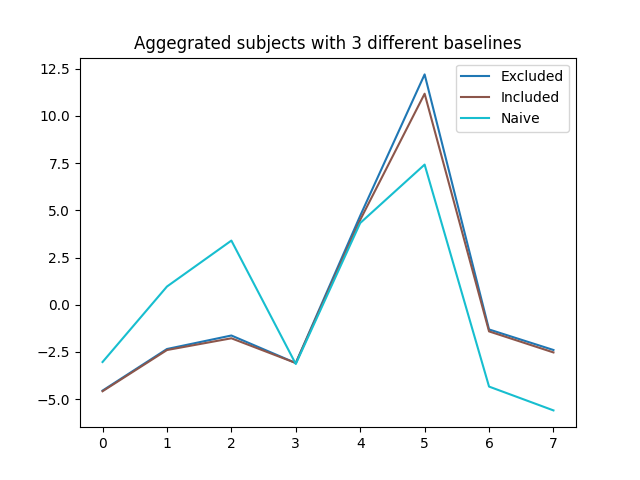 Aggegrated subjects with 3 different baselines
12.5
10.0
7.5
5.0
2.5
0.0
−2.5
−5.0
Excluded
Included
Naive
0 1 2 3 4 5 6 7